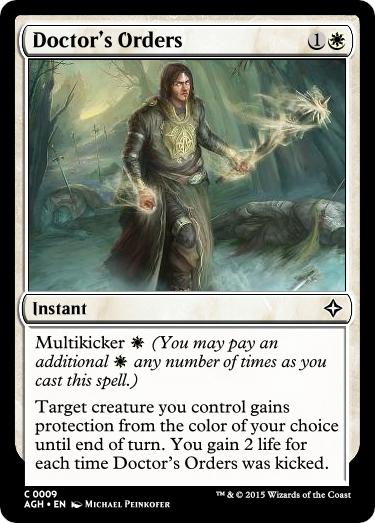 Doctor's Orders 1
Instant
Multikicker (You may pay an
additional any number of times as you
cast this spell.)
Target creature you control gains
protection from the color of your choice
until end of turn. You gain 2 life for
each time Doctor's Orders was kicked.
C 0009
AGH • EN Michael Peinkofer
™ & © 2015 Wizards of the Coast